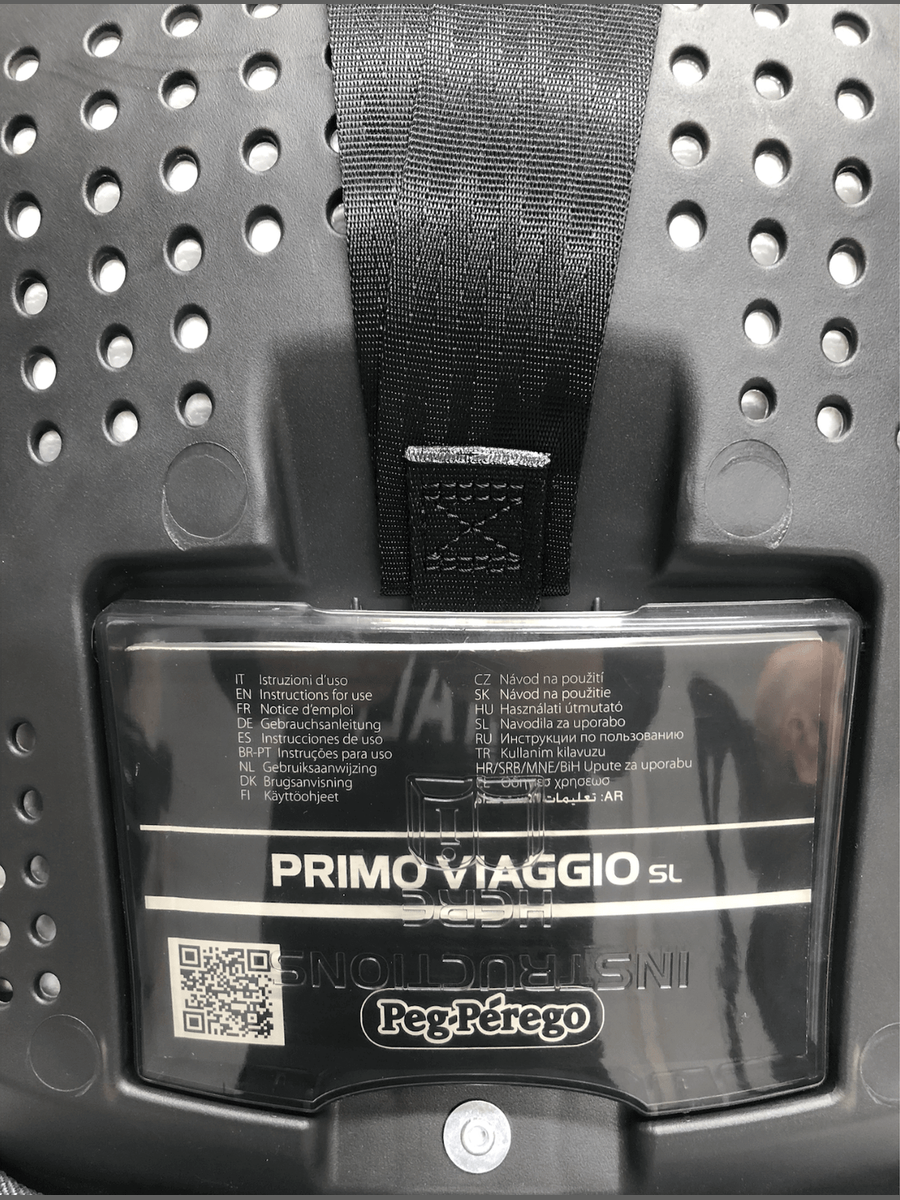 IT Istruzioni d'uso
EN Instructions for use
FR Notice d'emploi
DE Gebrauchsanleitung
ES Instrucciones de uso
BR-PT Instruções para uso
NL Gebruiksaanwijzing
DK Brugsanvisning
FI Käyttöohjeet
CZ Návod na použití
SK Návod na použitie
HU Használati útmutató
SL Navodila za uporabo
RU Инструкции по пользованию
TR Kullanim kilavuzu
HR/SRB/MNE/BiH Upute za uporabu
χρήσεως
AR: تعليمات
PRIMO VIAGGIO SL
HERE
INSTRUCTIONS
Peg-Pérego